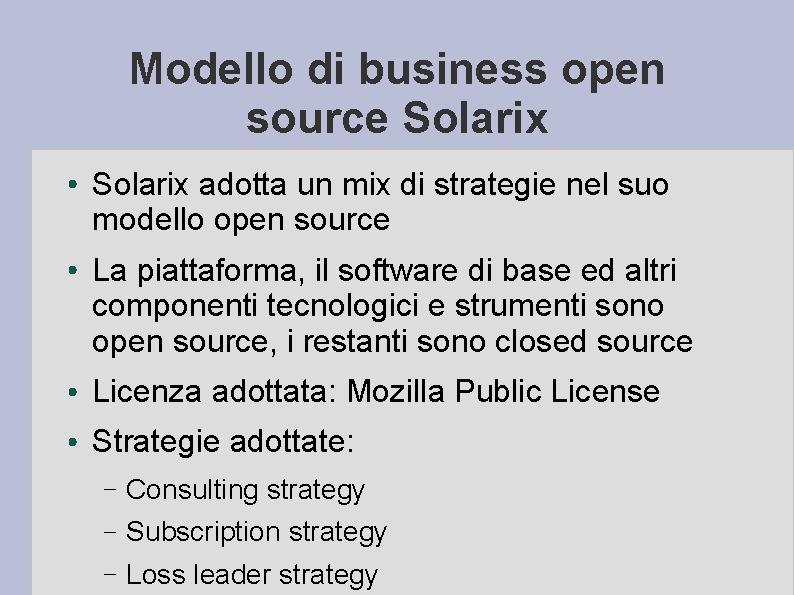 Modello di business open
source Solarix
• Solarix adotta un mix di strategie nel suo
modello open source
• La piattaforma, il software di base ed altri
componenti tecnologici e strumenti sono
open source, i restanti sono closed source
• Licenza adottata: Mozilla Public License
• Strategie adottate:
– Consulting strategy
– Subscription strategy
– Loss leader strategy